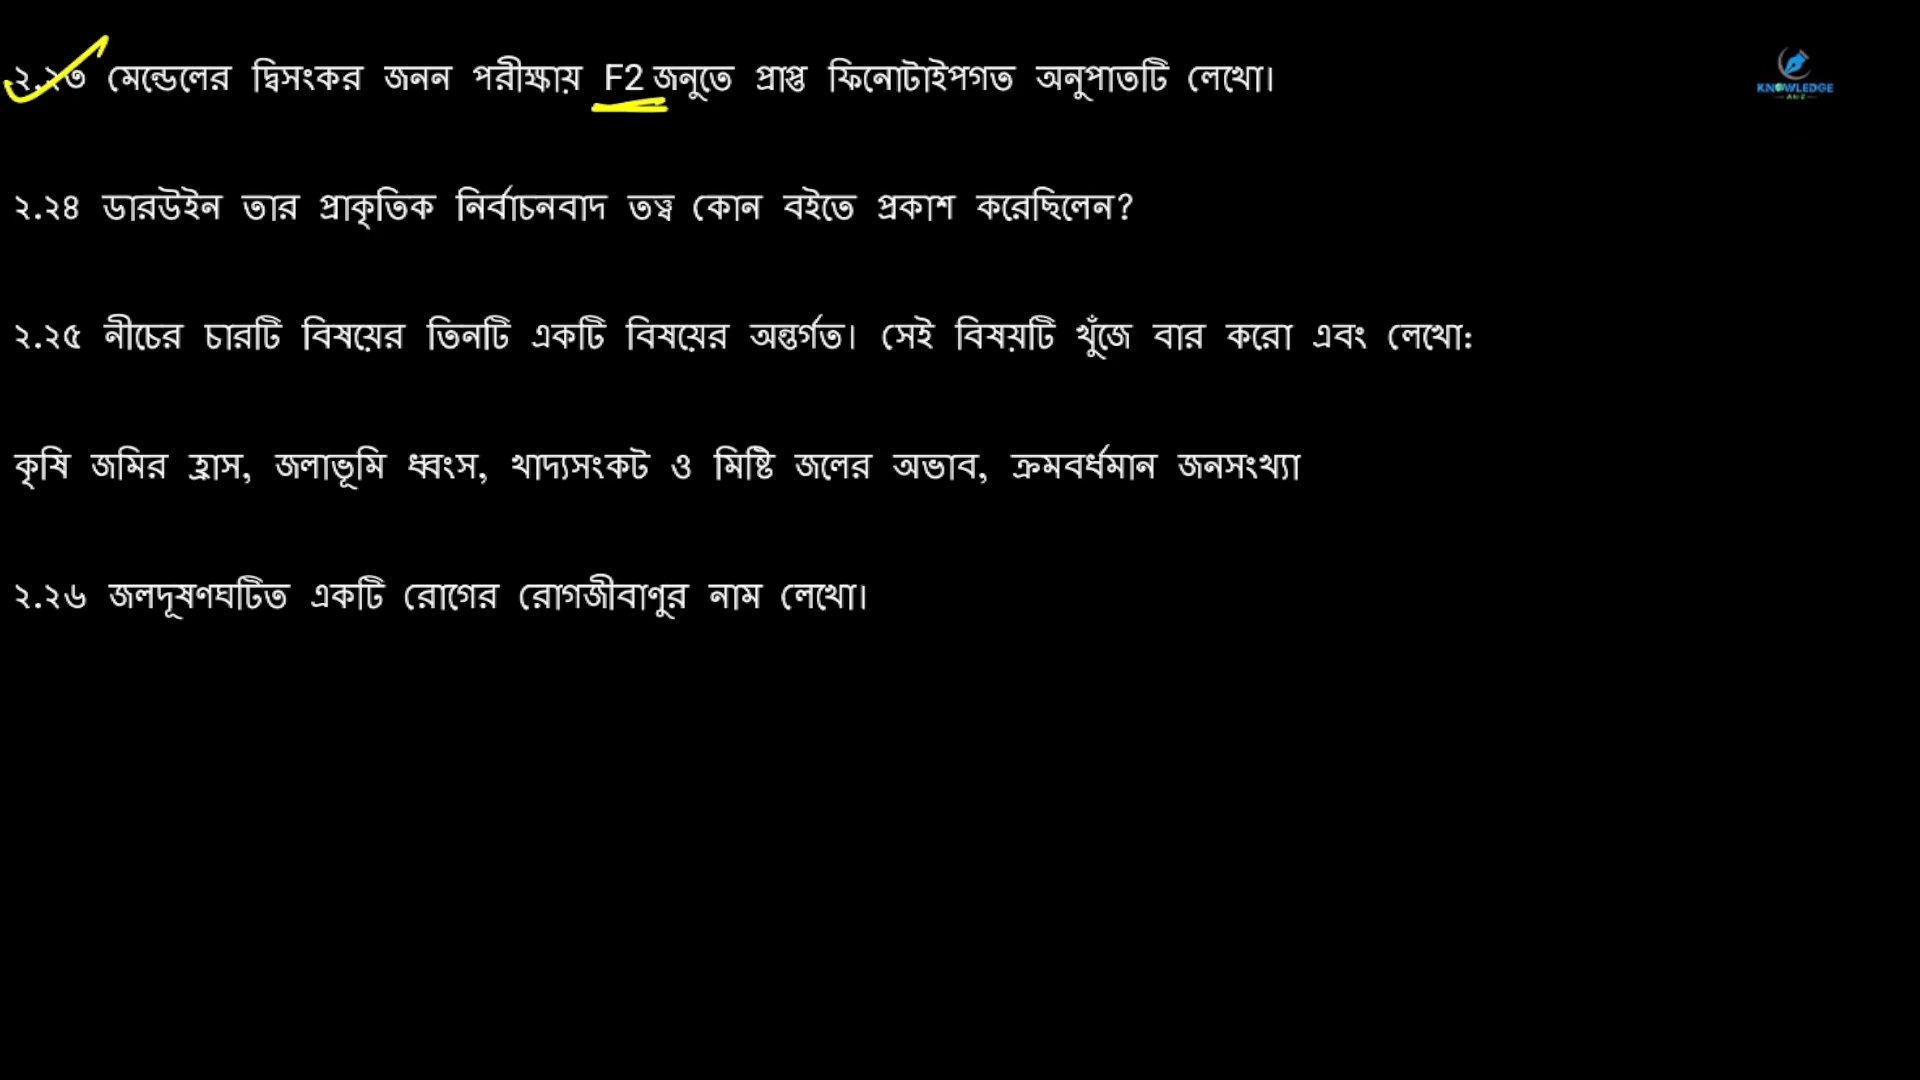 ২.২৩ মেন্ডেলের দ্বিসংকর জনন পরীক্ষায় F2 জনুতে প্রাপ্ত ফিনোটাইপগত অনুপাতটি লেখো।
KNOWLEDGE
২.২৪ ডারউইন তার প্রাকৃতিক নির্বাচনবাদ তত্ত্ব কোন বইতে প্রকাশ করেছিলেন?
২.২৫ নীচের চারটি বিষয়ের তিনটি একটি বিষয়ের অন্তর্গত। সেই বিষয়টি খুঁজে বার করো এবং লেখো:
কৃষি জমির হ্রাস, জলাভূমি ধ্বংস, খাদ্যসংকট ও মিষ্টি জলের অভাব, ক্রমবর্ধমান জনসংখ্যা
২.২৬ জলদূষণঘটিত একটি রোগের রোগজীবাণুর নাম লেখো।